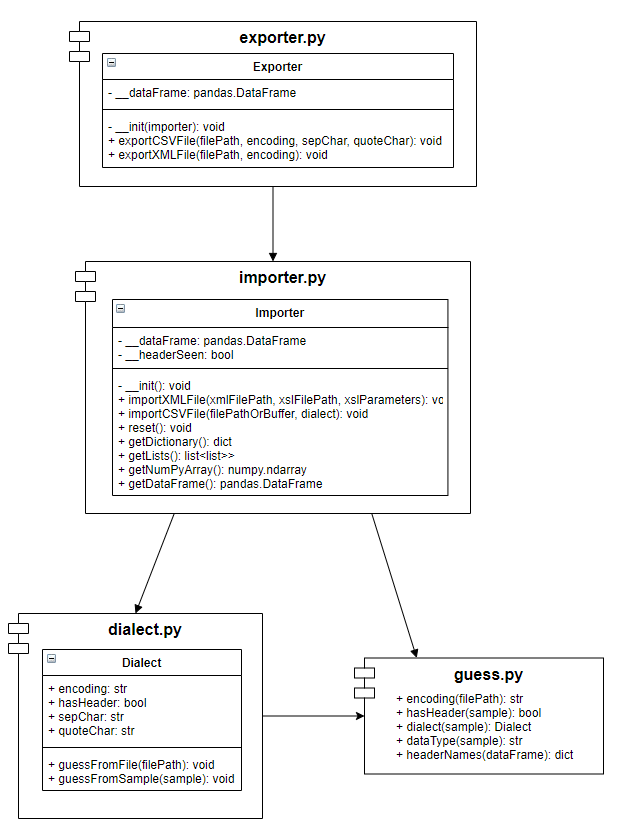 exporter.py
Exporter
- __dataFrame: pandas.DataFrame
- __init(importer): void
+ exportCSVFile(filePath, encoding, sepChar, quoteChar): void
+ exportXMLFile(filePath, encoding): void
importer.py
Importer
- __dataFrame: pandas.DataFrame
- __headerSeen: bool
- __init(): void
+ importXMLFile(xmlFilePath, xslFilePath, xslParameters): vo
+ importCSVFile(filePathOrBuffer, dialect): void
+ reset(): void
+ getDictionary(): dict
+ getLists(): list<list>>
+ getNumPyArray(): numpy.ndarray
+ getDataFrame(): pandas.DataFrame
dialect.py
Dialect
+ encoding: str
+ hasHeader: bool
+ sepChar: str
+ quoteChar: str
+ guessFromFile(filePath): void
+ guessFromSample(sample): void
guess.py
+ encoding(filePath): str
+ hasHeader(sample): bool
+ dialect(sample): Dialect
+ dataType(sample): str
+ headerNames(dataFrame): dict